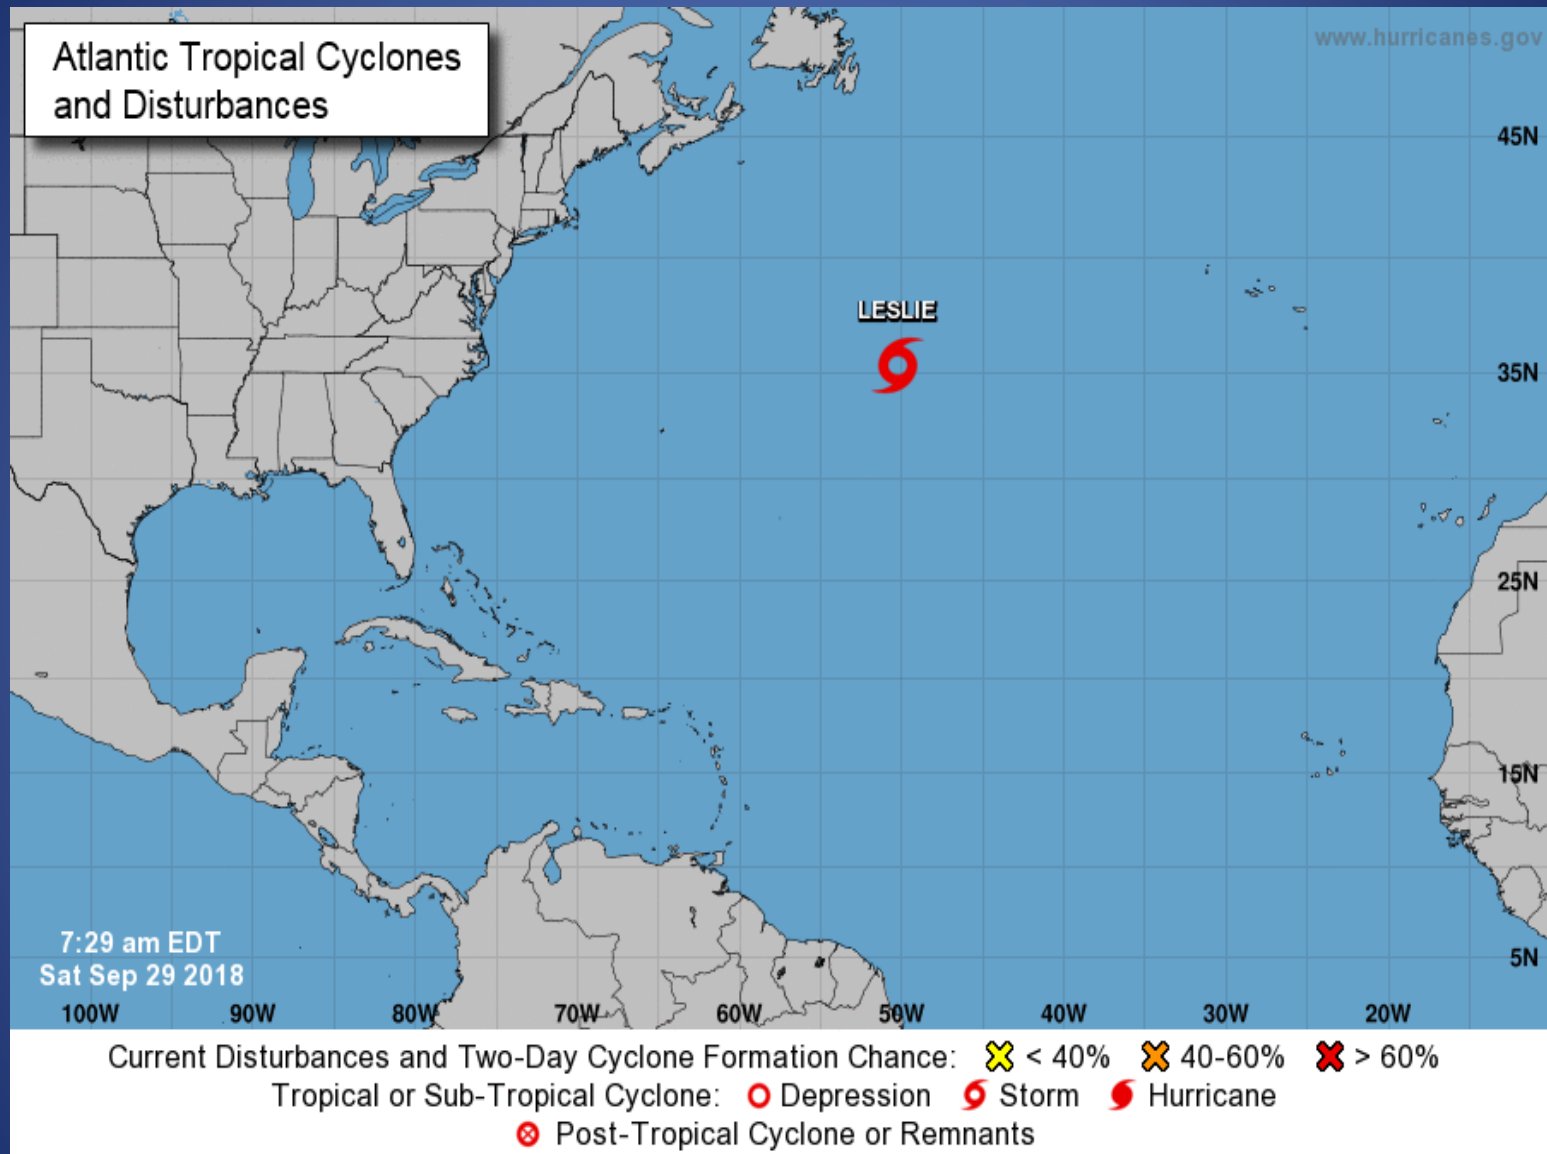 Atlantic Tropical Cyclones
and Disturbances
www.hurricanes.gov
45N
LESLIE
35N
25N
15N
7:29 am EDT
Sat Sep 29 2018
5N
100W 90W 80W 70W 60W 50W 40W 30W 20W
Current Disturbances and Two-Day Cyclone Formation Chance: < 40% 40-60% > 60%
Tropical or Sub-Tropical Cyclone: Depression Storm Hurricane
Post-Tropical Cyclone or Remnants